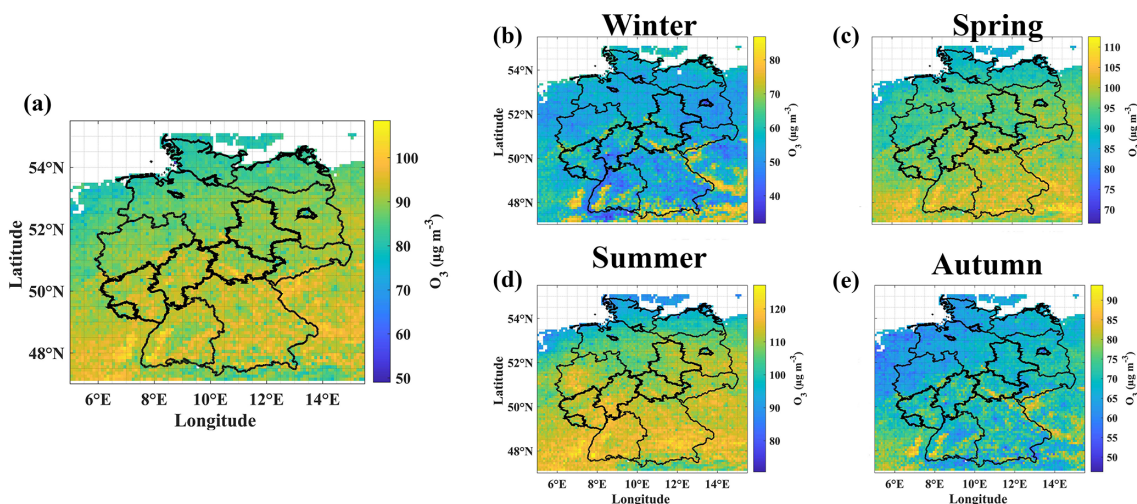 (a)
54°N
52°N
50°N
48°N
Latitude
6°E 8°E 10°E 12°E 14°E
Longitude
100
90
80
70
60
50
O3 (µg m-3)
(b)
Winter
54°N
52°N
50°N
48°N
Latitude
80
70
60
50
40
O3 (µg m-3)
(c)
Spring
110
105
100
95
90
85
80
75
70
O3 (µg m-3)
(d)
Summer
54°N
52°N
50°N
48°N
Latitude
6°E 8°E 10°E 12°E 14°E
Longitude
120
110
100
90
80
O3 (µg m-3)
(e)
Autumn
6°E 8°E 10°E 12°E 14°E
Longitude
90
85
80
75
70
65
60
55
50
O3 (µg m-3)